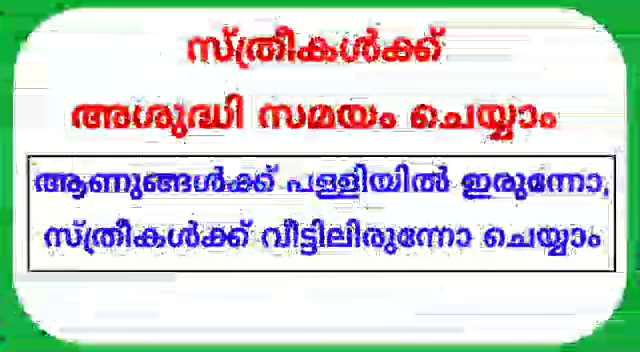 സ്ത്രീകൾക്ക്
അശുദ്ധി സമയം ചെയ്യാം
ആണുങ്ങൾക്ക് പള്ളിയിൽ ഇരുന്നോ,
സ്ത്രീകൾക്ക് വീട്ടിലിരുന്നോ ചെയ്യാം